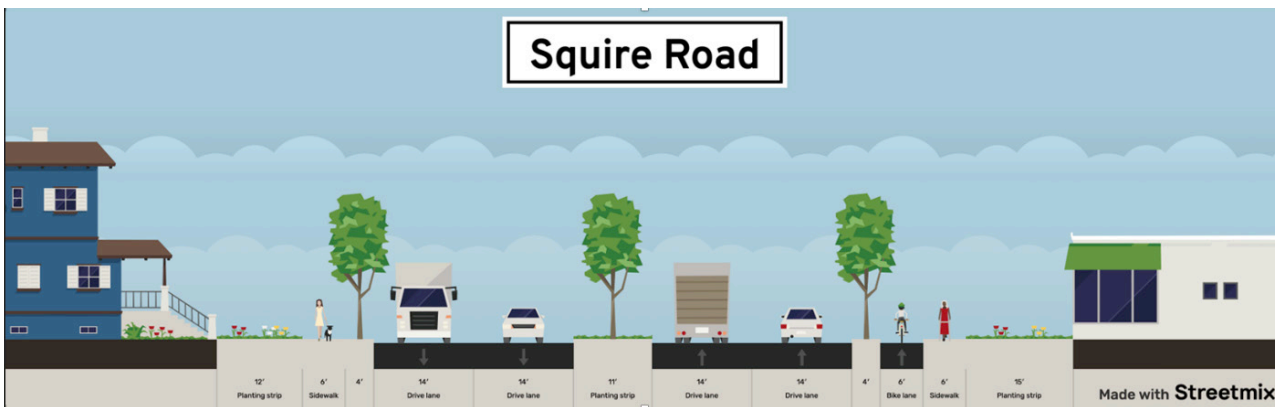 Squire Road
12'
Planting strip
6'
Sidewalk
4'
14'
Drive lane
14'
Drive lane
11'
Planting strip
14'
Drive lane
14'
Drive lane
4'
6'
Bike lane
6'
Sidewalk
15'
Planting strip
Made with Streetmix